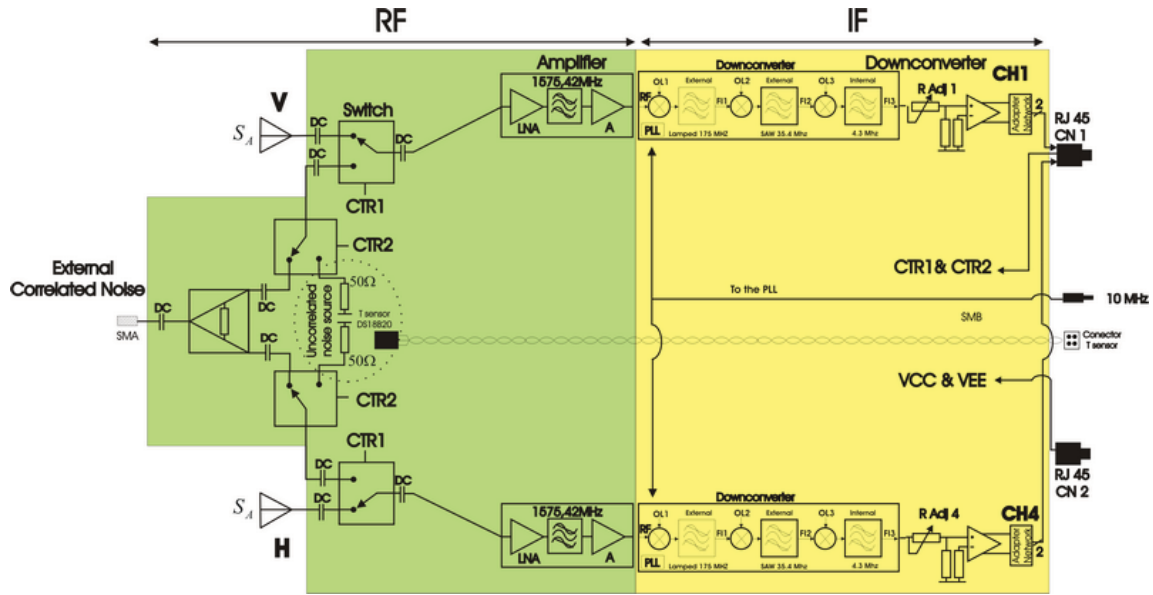 RF
IF
Amplifier
Downconverter
Downconverter
CH1
1575,42MHz
OL1
External
OL2
External
OL3
Internal
V
Switch
R Adj 1
S_A
DC
DC
DC
LNA
A
RF
FI1
FI2
FI3
PLL
Lamped 175 MHZ
SAW 35.4 Mhz
4.3 Mhz
Adapter
Network
2
RJ 45
CN 1
CTR1
CTR2
CTR1 & CTR2
External
Correlated Noise
DC
SMA
DC
DC
50Ω
Uncorrelated
noise source
T sensor
DS18B20
50Ω
To the PLL
10 MHz
SMB
Conector
T sensor
VCC & VEE
CTR2
CTR1
RJ 45
CN 2
DC
DC
DC
S_A
H
1575,42MHz
LNA
A
Downconverter
OL1
External
OL2
External
OL3
Internal
RF
FI1
FI2
FI3
PLL
Lamped 175 MHZ
SAW 35.4 Mhz
4.3 Mhz
R Adj 4
CH4
Adapter
Network
2